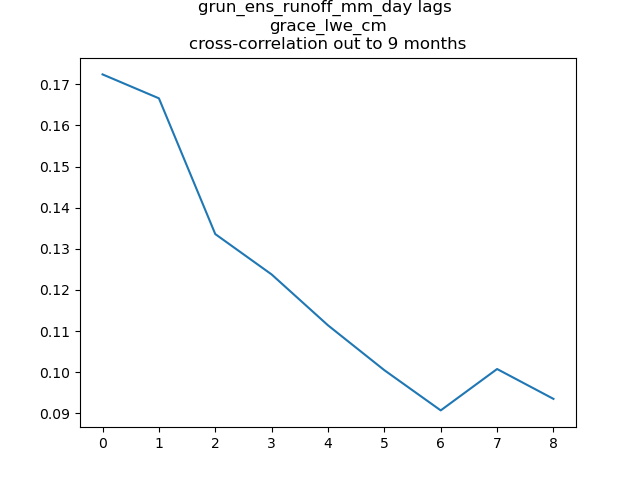 grun_ens_runoff_mm_day lags
grace_lwe_cm
cross-correlation out to 9 months
0.17
0.16
0.15
0.14
0.13
0.12
0.11
0.10
0.09
0 1 2 3 4 5 6 7 8